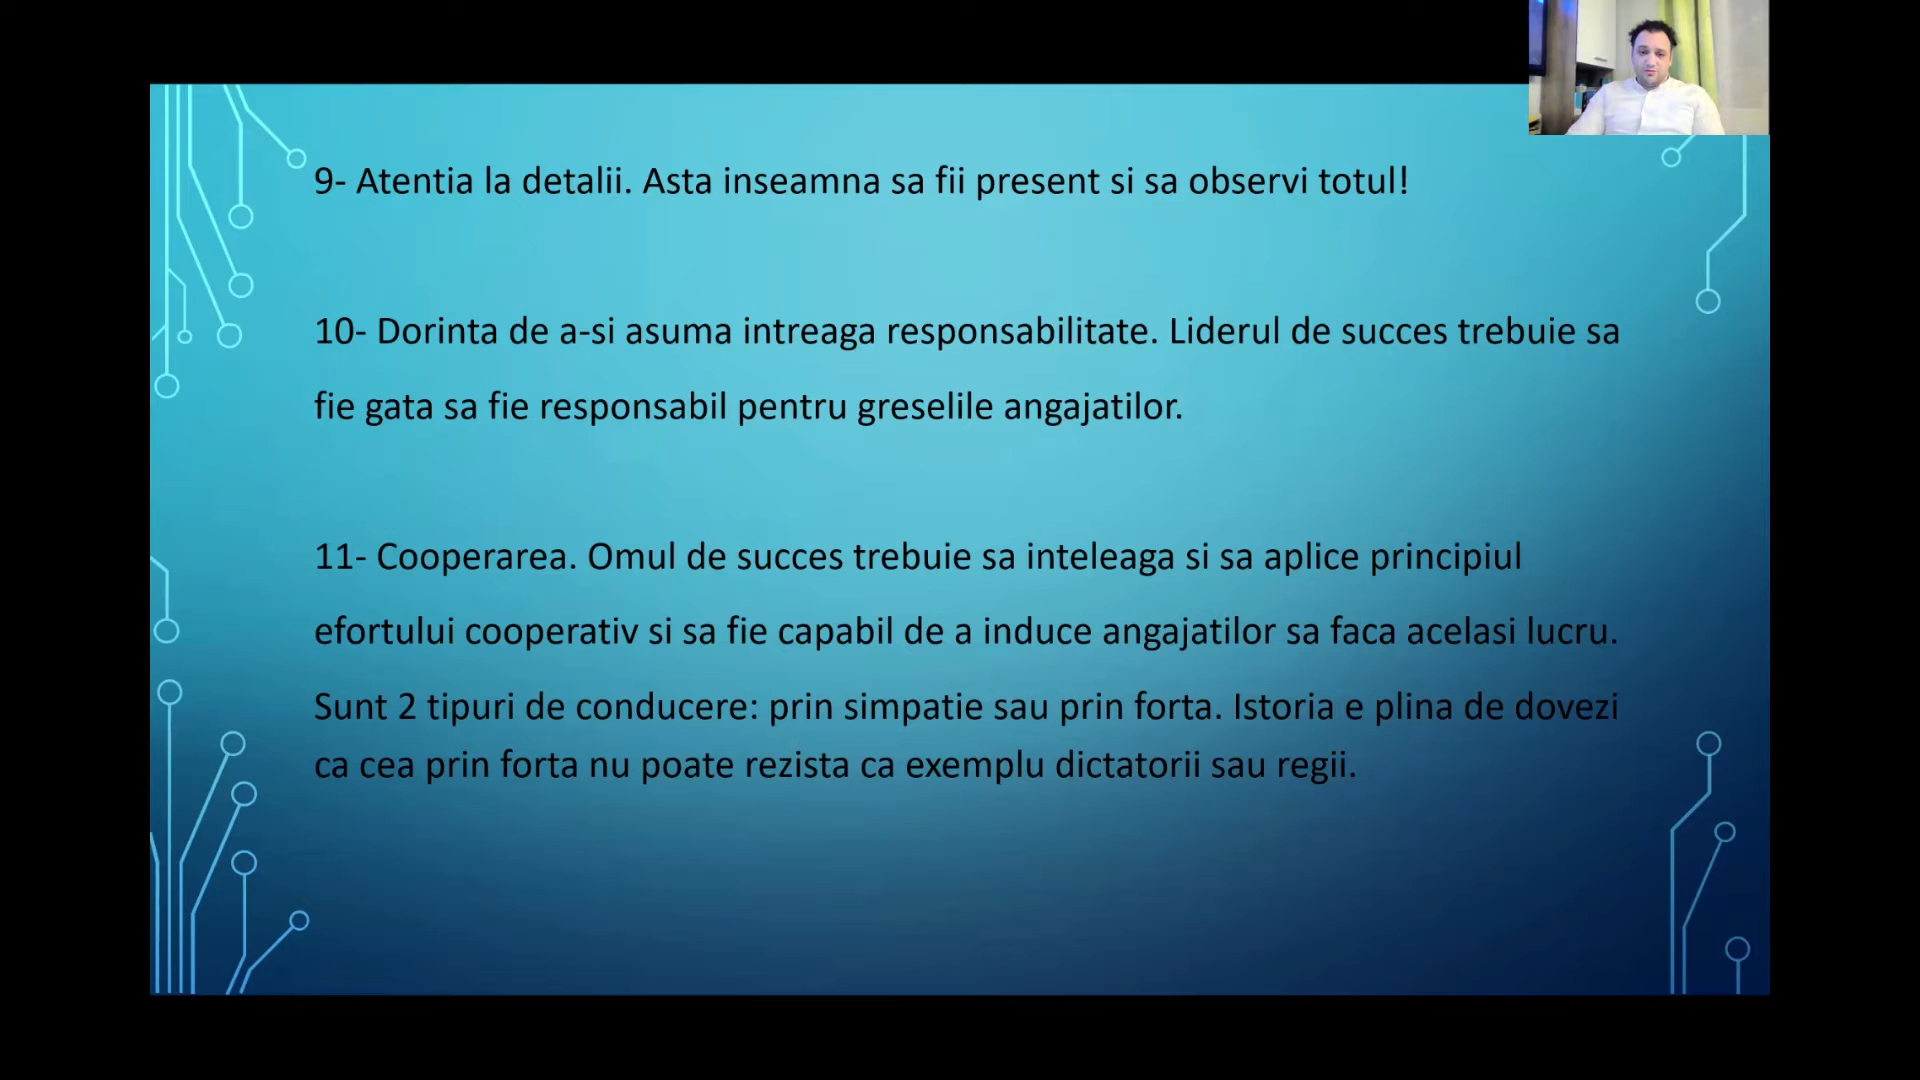 9- Atentia la detalii. Asta inseamna sa fii present si sa observi totul!
10- Dorinta de a-si asuma intreaga responsabilitate. Liderul de succes trebuie sa
fie gata sa fie responsabil pentru greselile angajatilor.
11- Cooperarea. Omul de succes trebuie sa inteleaga si sa aplice principiul
efortului cooperativ si sa fie capabil de a induce angajatilor sa faca acelasi lucru.
Sunt 2 tipuri de conducere: prin simpatie sau prin forta. Istoria e plina de dovezi
ca cea prin forta nu poate rezista ca exemplu dictatorii sau regii.